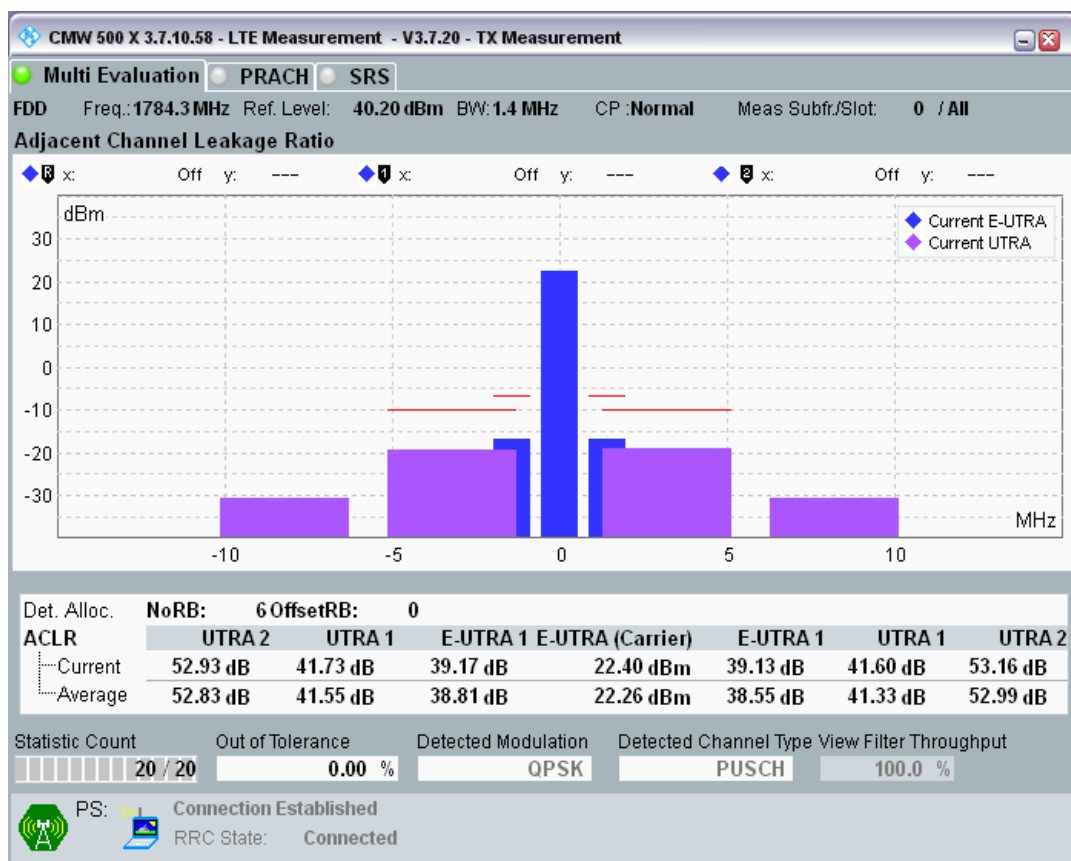 CMW 500 X 3.7.10.58 - LTE Measurement - V3.7.20 - TX Measurement
Multi Evaluation PRACH SRS
FDD Freq.: 1784.3 MHz Ref. Level: 40.20 dBm BW: 1.4 MHz CP :Normal Meas Subfr./Slot: 0 / All
Adjacent Channel Leakage Ratio
R x: Off y: --- 1 x: Off y: --- 2 x: Off y: ---
dBm
Current E-UTRA
Current UTRA
30
20
10
0
-10
-20
-30
MHz
-10 -5 0 5 10
Det. Alloc. NoRB: 6 OffsetRB: 0
ACLR UTRA 2 UTRA 1 E-UTRA 1 E-UTRA (Carrier) E-UTRA 1 UTRA 1 UTRA 2
Current 52.93 dB 41.73 dB 39.17 dB 22.40 dBm 39.13 dB 41.60 dB 53.16 dB
Average 52.83 dB 41.55 dB 38.81 dB 22.26 dBm 38.55 dB 41.33 dB 52.99 dB
Statistic Count Out of Tolerance Detected Modulation Detected Channel Type View Filter Throughput
20 / 20 0.00 % QPSK PUSCH 100.0 %
PS: Connection Established
RRC State: Connected